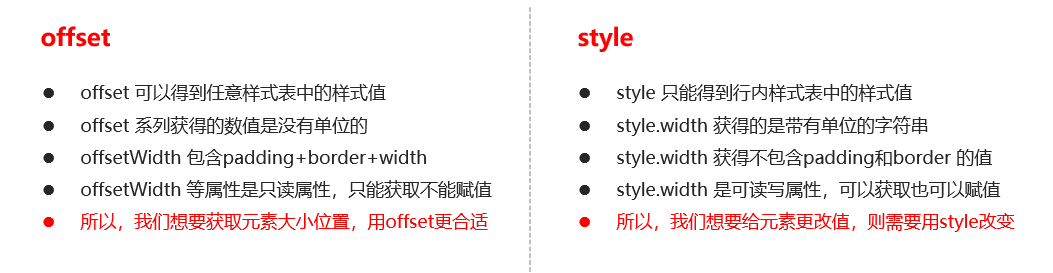 offset
● offset 可以得到任意样式表中的样式值
● offset 系列获得的数值是没有单位的
● offsetWidth 包含padding+border+width
● offsetWidth 等属性是只读属性，只能获取不能赋值
● 所以，我们想要获取元素大小位置，用offset更合适
style
● style 只能得到行内样式表中的样式值
● style.width 获得的是带有单位的字符串
● style.width 获得不包含padding和border 的值
● style.width 是可读写属性，可以获取也可以赋值
● 所以，我们想要给元素更改值，则需要用style改变